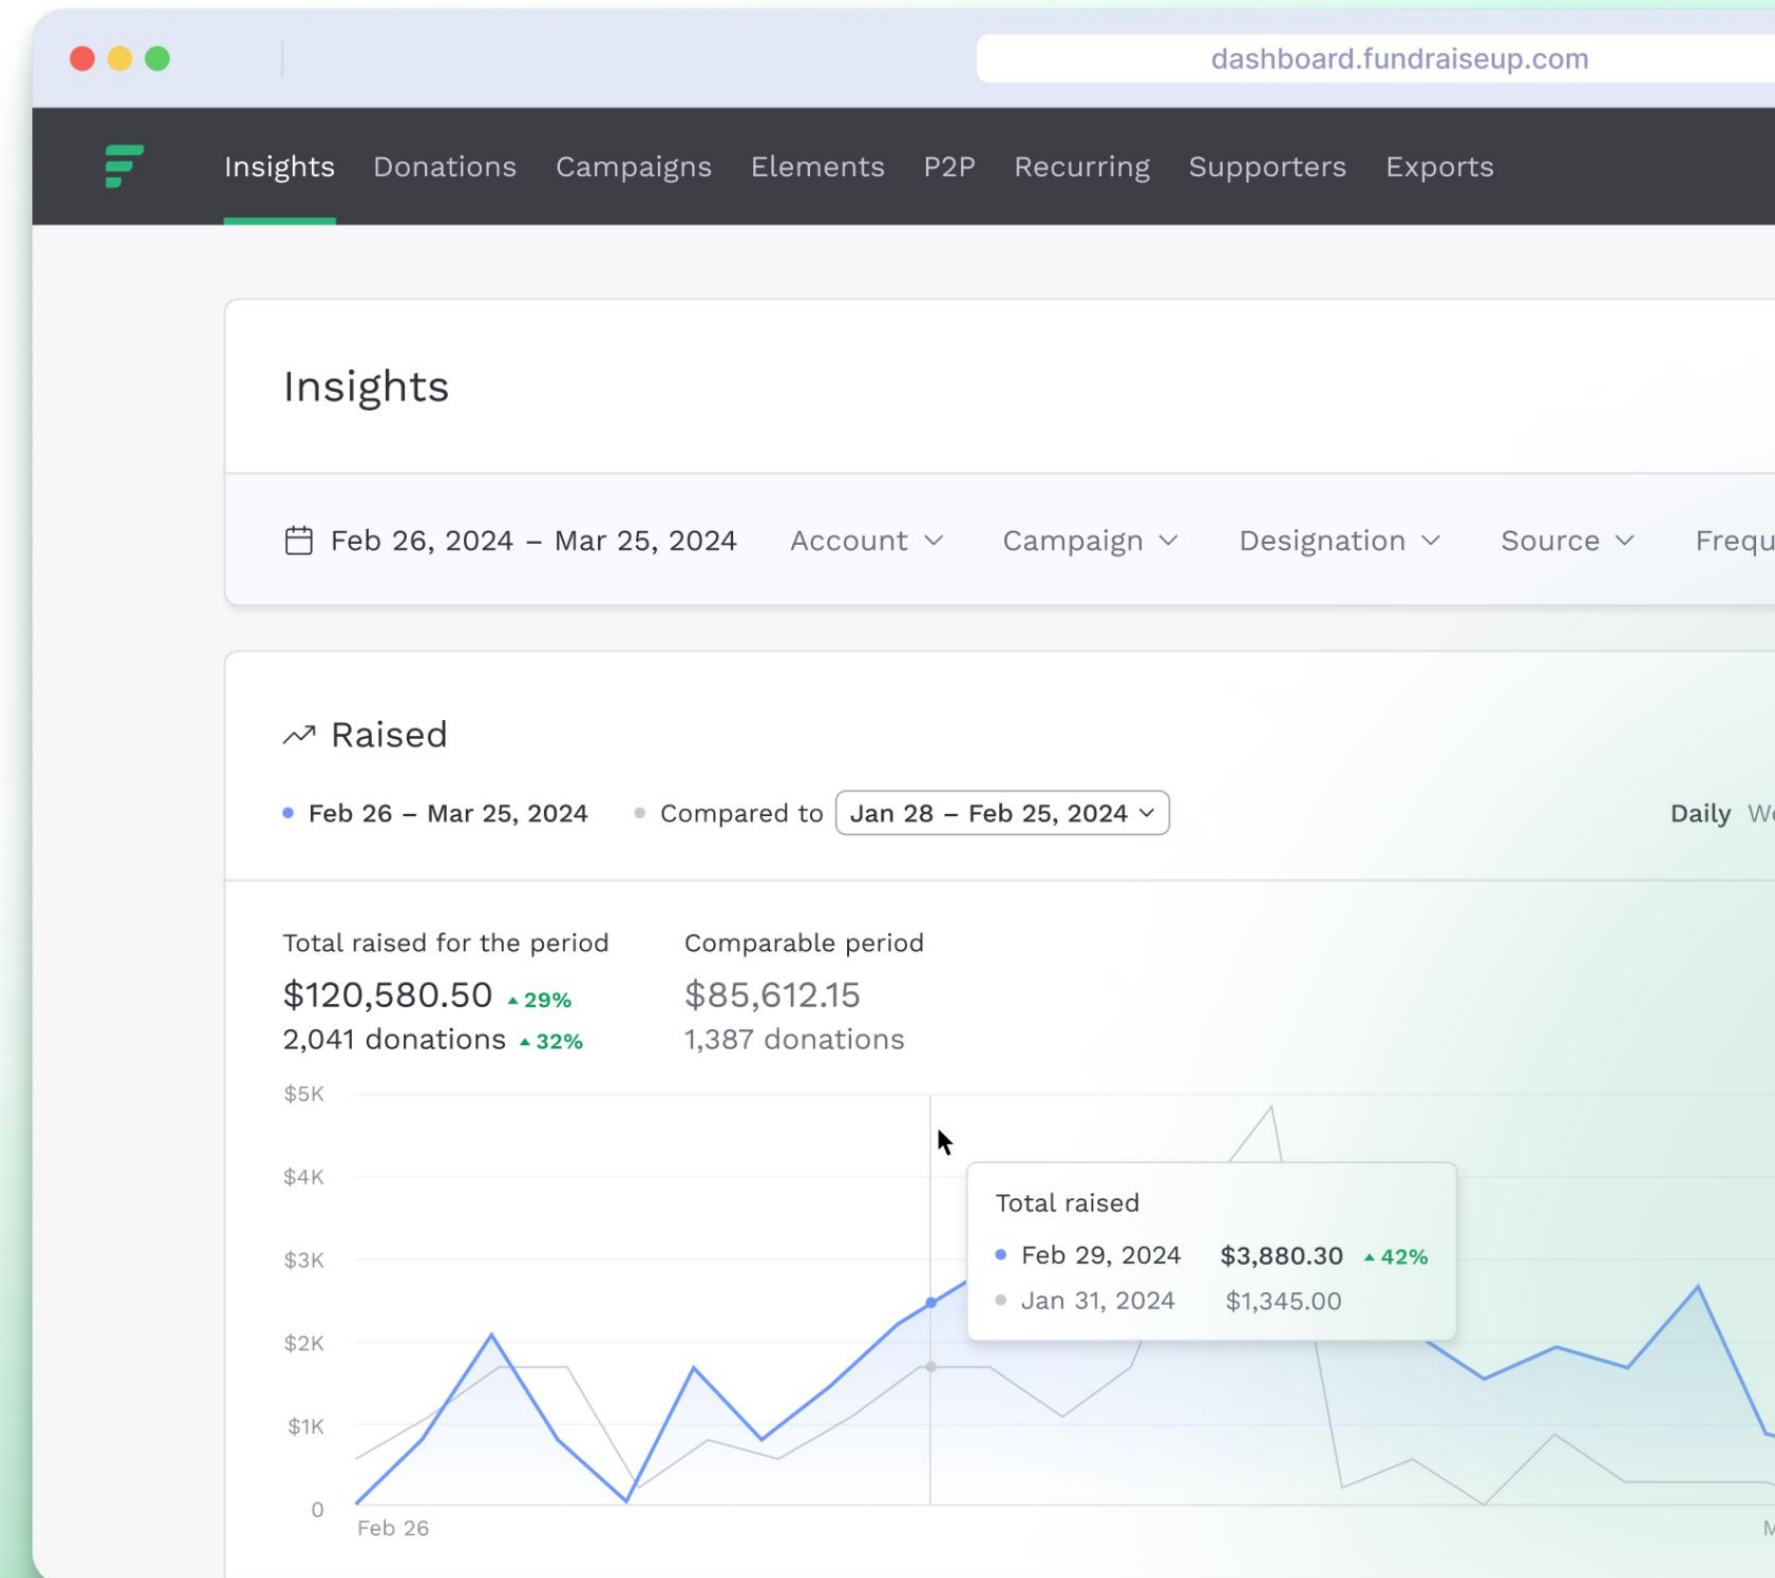 dashboard.fundraiseup.com
Insights Donations Campaigns Elements P2P Recurring Supporters Exports
Insights
Feb 26, 2024 – Mar 25, 2024 Account Campaign Designation Source Frequ
Raised
Feb 26 – Mar 25, 2024 Compared to Jan 28 – Feb 25, 2024 Daily We
Total raised for the period Comparable period
$120,580.50 29% $85,612.15
2,041 donations 32% 1,387 donations
$5K
$4K
Total raised
$3K
Feb 29, 2024 $3,880.30 42%
Jan 31, 2024 $1,345.00
$2K
$1K
0
Feb 26 M